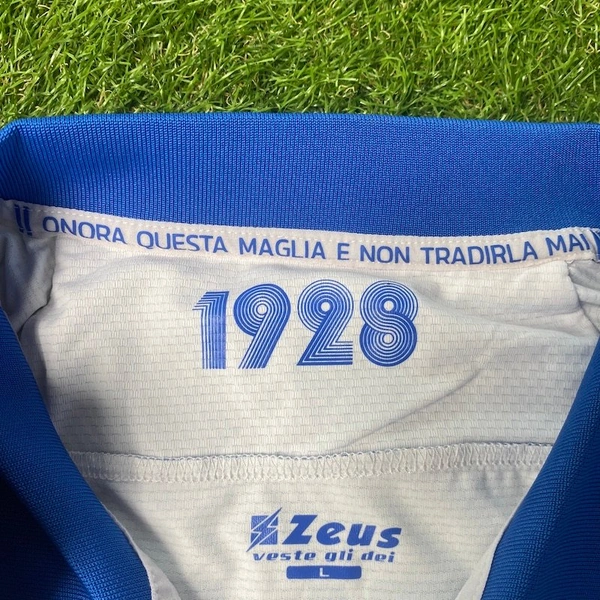 !! ONORA QUESTA MAGLIA E NON TRADIRLA MAI
1928
Zeus
veste gli dei
L